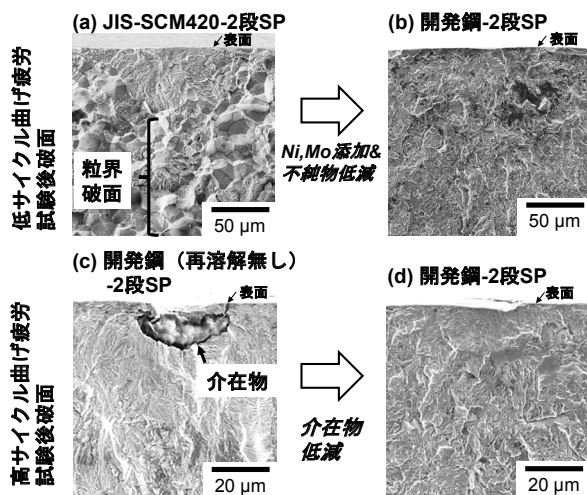 (a) JIS-SCM420-2段SP
表面
(b) 開発鋼-2段SP
表面
低サイクル曲げ疲労
試験後破面
粒界
破面
50 µm
Ni,Mo添加&
不純物低減
50 µm
(c) 開発鋼（再溶解無し）
-2段SP
表面
(d) 開発鋼-2段SP
表面
高サイクル曲げ疲労
試験後破面
介在物
20 µm
介在物
低減
20 µm